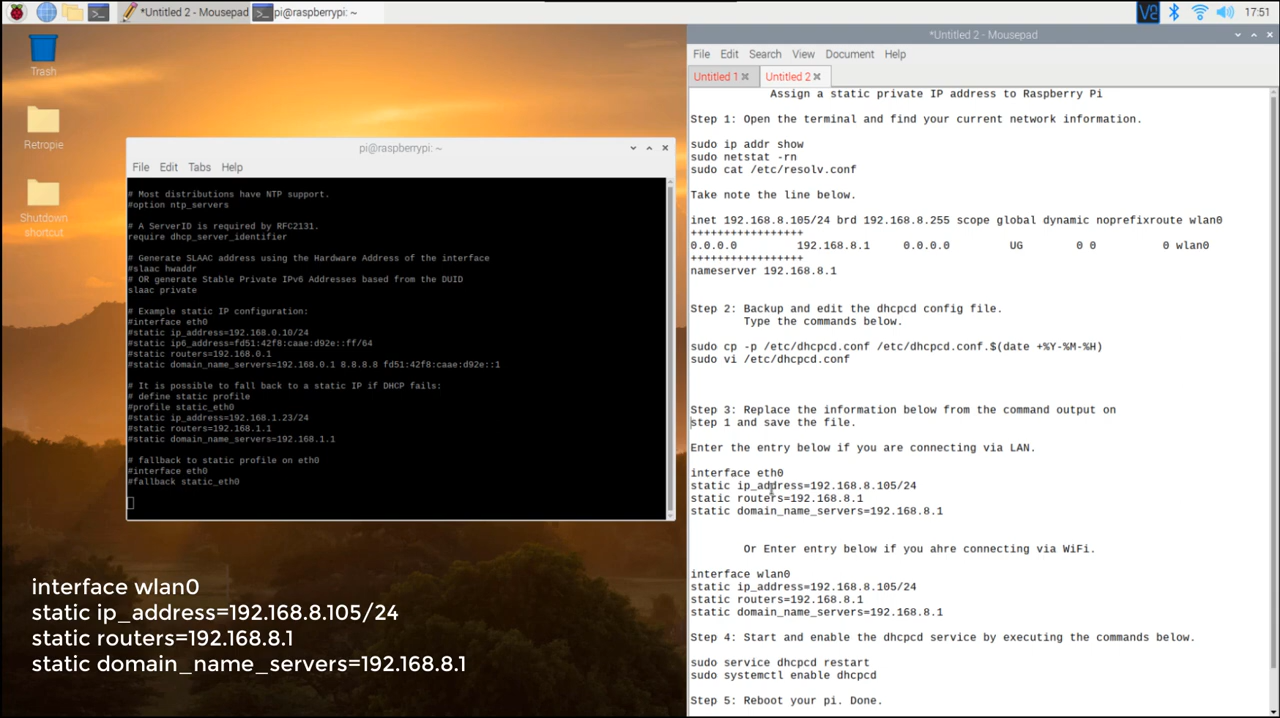 *Untitled 2 - Mousepad
pi@raspberrypi: ~
V2
17:51
Trash
Retropie
Shutdown
shortcut
pi@raspberrypi: ~
File Edit Tabs Help
# Most distributions have NTP support.
#option ntp_servers
# A ServerID is required by RFC2131.
require dhcp_server_identifier
# Generate SLAAC address using the Hardware Address of the interface
#slaac hwaddr
# OR generate Stable Private IPv6 Addresses based from the DUID
slaac private
# Example static IP configuration:
#interface eth0
#static ip_address=192.168.0.10/24
#static ip6_address=fd51:42f8:caae:d92e::ff/64
#static routers=192.168.0.1
#static domain_name_servers=192.168.0.1 8.8.8.8 fd51:42f8:caae:d92e::1
# It is possible to fall back to a static IP if DHCP fails:
# define static profile
#profile static_eth0
#static ip_address=192.168.1.23/24
#static routers=192.168.1.1
#static domain_name_servers=192.168.1.1
# fallback to static profile on eth0
#interface eth0
#fallback static_eth0
interface wlan0
static ip_address=192.168.8.105/24
static routers=192.168.8.1
static domain_name_servers=192.168.8.1
*Untitled 2 - Mousepad
File Edit Search View Document Help
Untitled 1 Untitled 2
Assign a static private IP address to Raspberry Pi
Step 1: Open the terminal and find your current network information.
sudo ip addr show
sudo netstat -rn
sudo cat /etc/resolv.conf
Take note the line below.
inet 192.168.8.105/24 brd 192.168.8.255 scope global dynamic noprefixroute wlan0
+++++++++++++++++
0.0.0.0 192.168.8.1 0.0.0.0 UG 0 0 0 wlan0
+++++++++++++++++
nameserver 192.168.8.1
Step 2: Backup and edit the dhcpcd config file.
Type the commands below.
sudo cp -p /etc/dhcpcd.conf /etc/dhcpcd.conf.$(date +%Y-%M-%H)
sudo vi /etc/dhcpcd.conf
Step 3: Replace the information below from the command output on
step 1 and save the file.
Enter the entry below if you are connecting via LAN.
interface eth0
static ip_address=192.168.8.105/24
static routers=192.168.8.1
static domain_name_servers=192.168.8.1
Or Enter entry below if you ahre connecting via WiFi.
interface wlan0
static ip_address=192.168.8.105/24
static routers=192.168.8.1
static domain_name_servers=192.168.8.1
Step 4: Start and enable the dhcpcd service by executing the commands below.
sudo service dhcpcd restart
sudo systemctl enable dhcpcd
Step 5: Reboot your pi. Done.